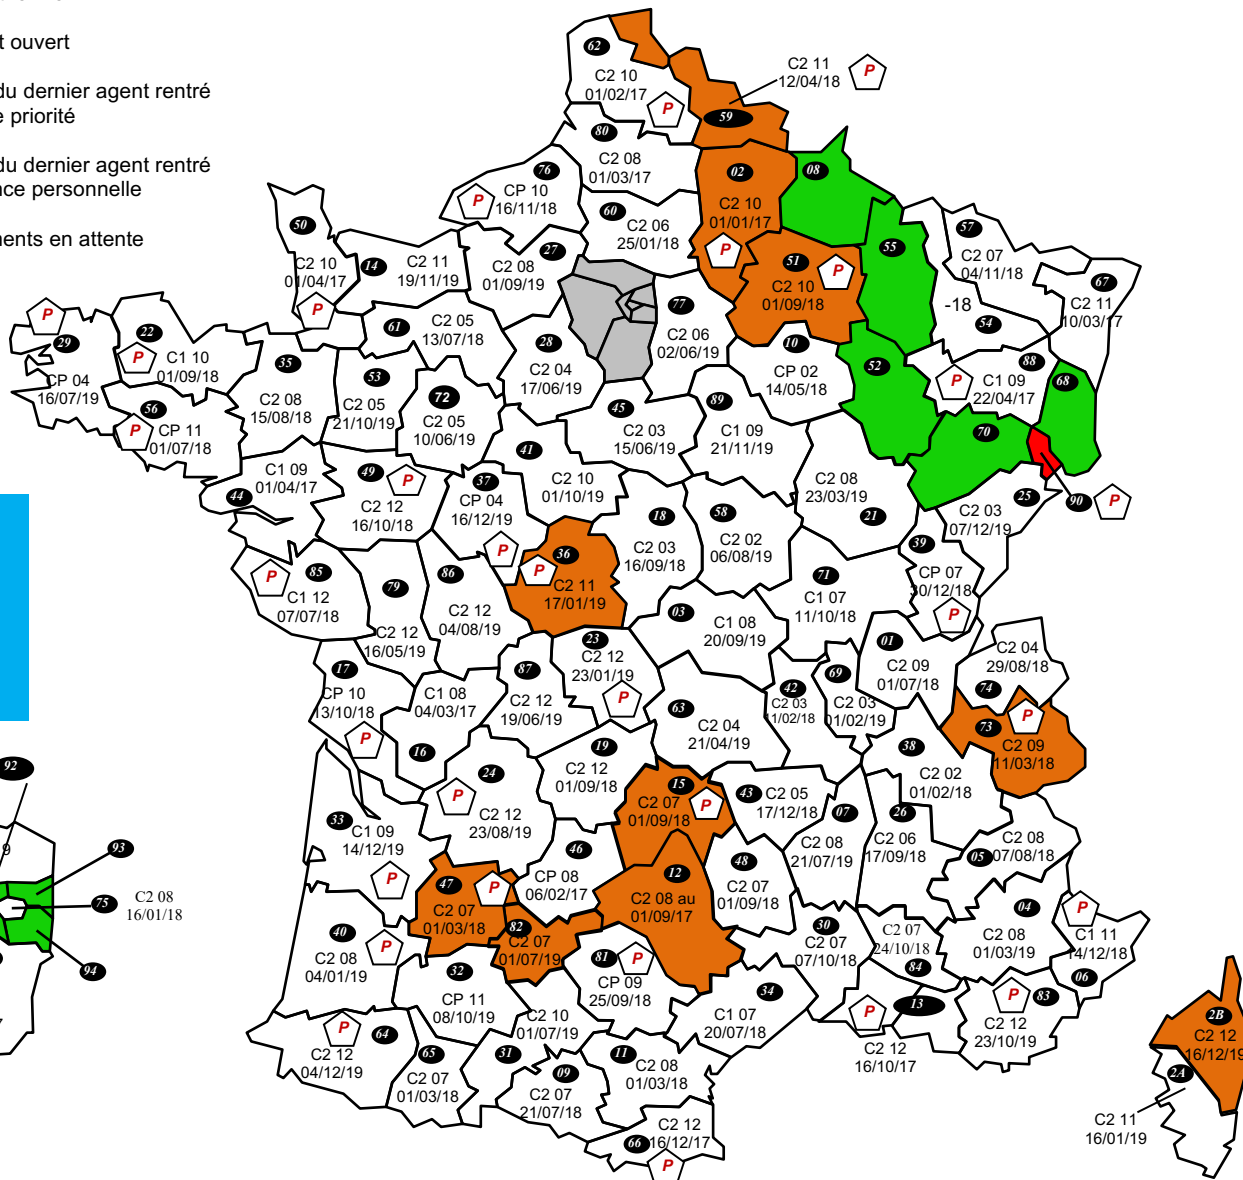 t ouvert
du dernier agent rentré
e priorité
du dernier agent rentré
nce personnelle
nents en attente
62
C2 10
01/02/17
P
C2 11
12/04/18
P
59
80
C2 08
01/03/17
76
CP 10
16/11/18
P
02
C2 10
01/01/17
P
08
60
C2 06
25/01/18
50
C2 10
01/04/17
P
14
C2 11
19/11/19
27
C2 08
01/09/19
55
57
C2 07
04/11/18
67
C2 11
10/03/17
51
P
C2 10
01/09/18
-18
54
77
C2 06
02/06/19
61
C2 05
13/07/18
P
29
CP 04
16/07/19
22
P
C1 10
01/09/18
28
C2 04
17/06/19
10
CP 02
14/05/18
52
88
P
C1 09
22/04/17
68
35
C2 08
15/08/18
53
C2 05
21/10/19
72
C2 05
10/06/19
56
P
CP 11
01/07/18
45
C2 03
15/06/19
89
C1 09
21/11/19
70
41
C2 10
01/10/19
44
C1 09
01/04/17
49
P
C2 12
16/10/18
37
CP 04
16/12/19
P
C2 08
23/03/19
21
25
C2 03
07/12/19
90
P
18
C2 03
16/09/18
58
C2 02
06/08/19
36
P
C2 11
17/01/19
39
CP 07
30/12/18
P
85
P
C1 12
07/07/18
79
C2 12
16/05/19
86
C2 12
04/08/19
71
C1 07
11/10/18
03
C1 08
20/09/19
23
C2 12
23/01/19
P
01
C2 09
01/07/18
C2 04
29/08/18
74
17
CP 10
13/10/18
P
C1 08
04/03/17
16
87
C2 12
19/06/19
42
C2 03
11/02/18
69
C2 03
01/02/19
63
C2 04
21/04/19
P
73
C2 09
11/03/18
38
C2 02
01/02/18
19
C2 12
01/09/18
24
P
C2 12
23/08/19
92
15
C2 07
01/09/18
P
43
C2 05
17/12/18
07
C2 08
21/07/19
26
C2 06
17/09/18
33
C1 09
14/12/19
P
C2 08
07/08/18
05
93
9
46
CP 08
06/02/17
48
C2 07
01/09/18
12
C2 08 au
01/09/17
47
P
C2 07
01/03/18
75
C2 08
16/01/18
94
82
C2 07
01/07/19
04
C2 08
01/03/19
P
C1 11
14/12/18
06
30
C2 07
07/10/18
C2 07
24/10/18
84
40
P
C2 08
04/01/19
81
P
CP 09
25/09/18
32
CP 11
08/10/19
34
C1 07
20/07/18
13
P
C2 12
16/10/17
83
P
C2 12
23/10/19
C2 10
01/07/19
31
P
64
C2 12
04/12/19
65
C2 07
01/03/18
09
C2 07
21/07/18
11
C2 08
01/03/18
2B
C2 12
16/12/19
2A
C2 11
16/01/19
66
C2 12
16/12/17
P